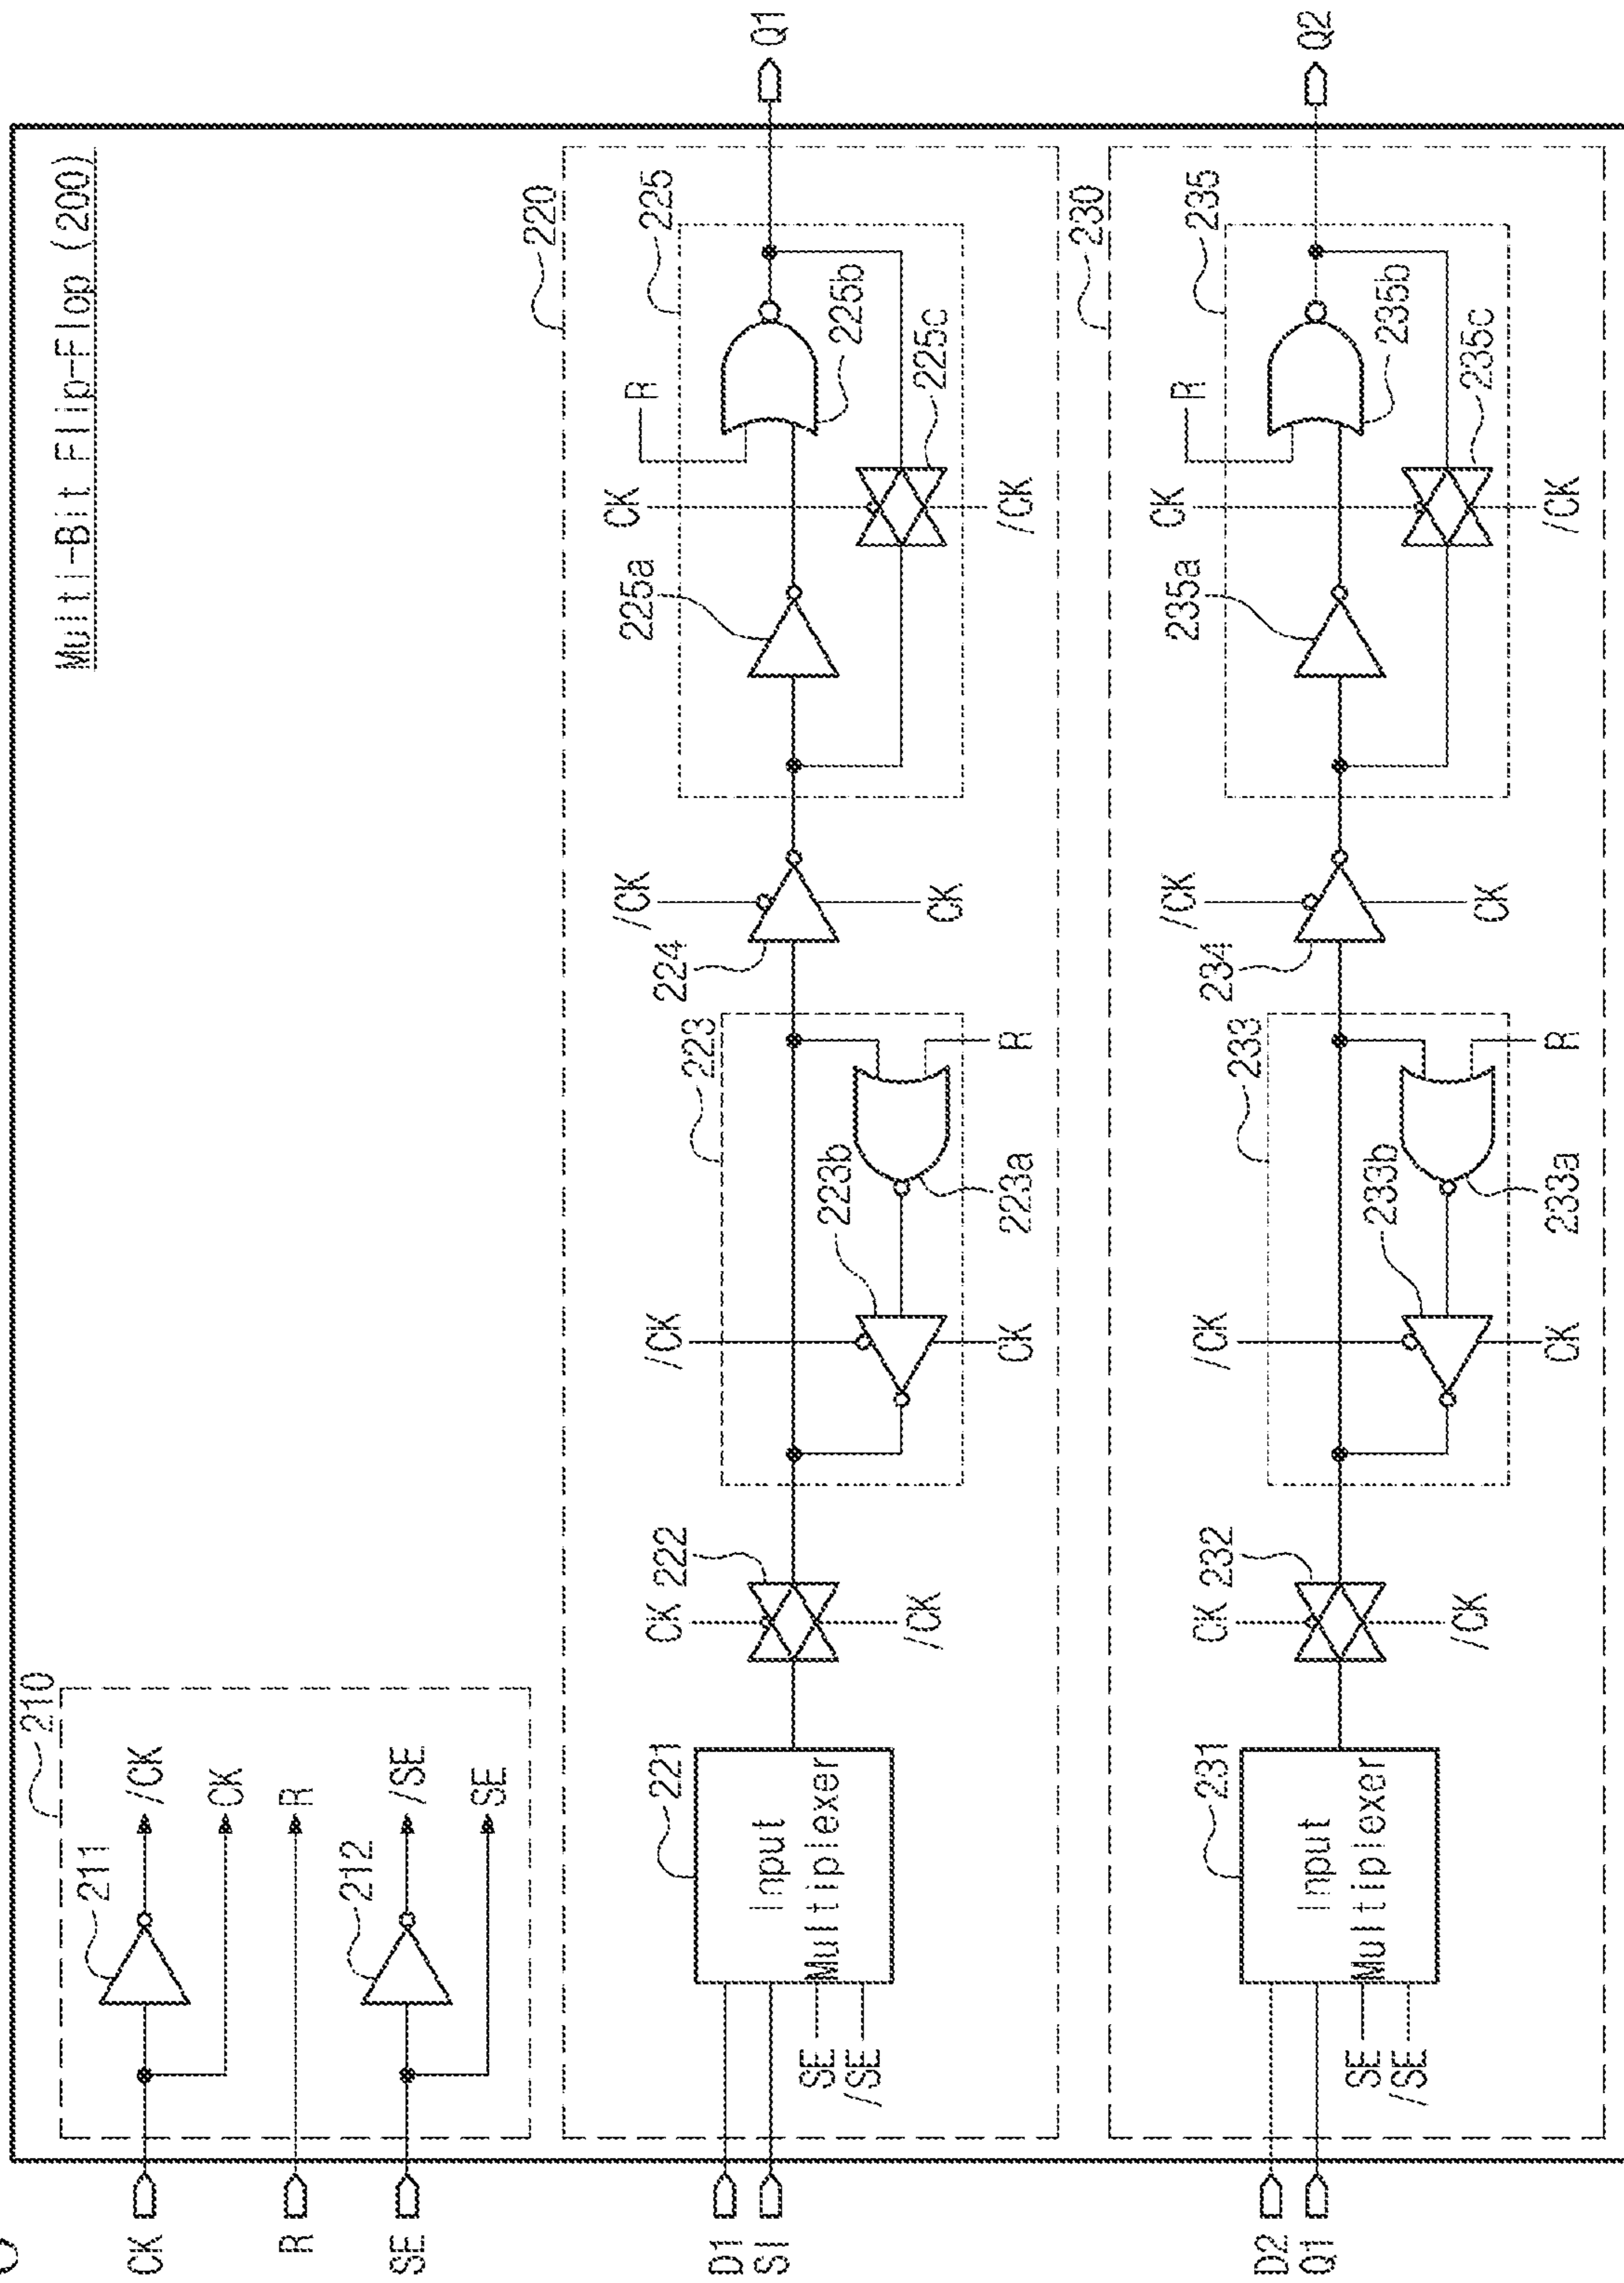 Multi-Bit Flip-Flop (200)
210
211
CK
/CK
CK
R
R
212
SE
/SE
SE
220
D1
SI
SE
/SE
221
Input
Multiplexer
CK
222
/CK
223
/CK
223b
CK
223a
R
/CK
224
CK
225
225a
CK
R
225b
225c
/CK
Q1
230
D2
Q1
SE
/SE
231
Input
Multiplexer
CK
232
/CK
233
/CK
233b
CK
233a
R
/CK
234
CK
235
235a
CK
R
235b
235c
/CK
Q2